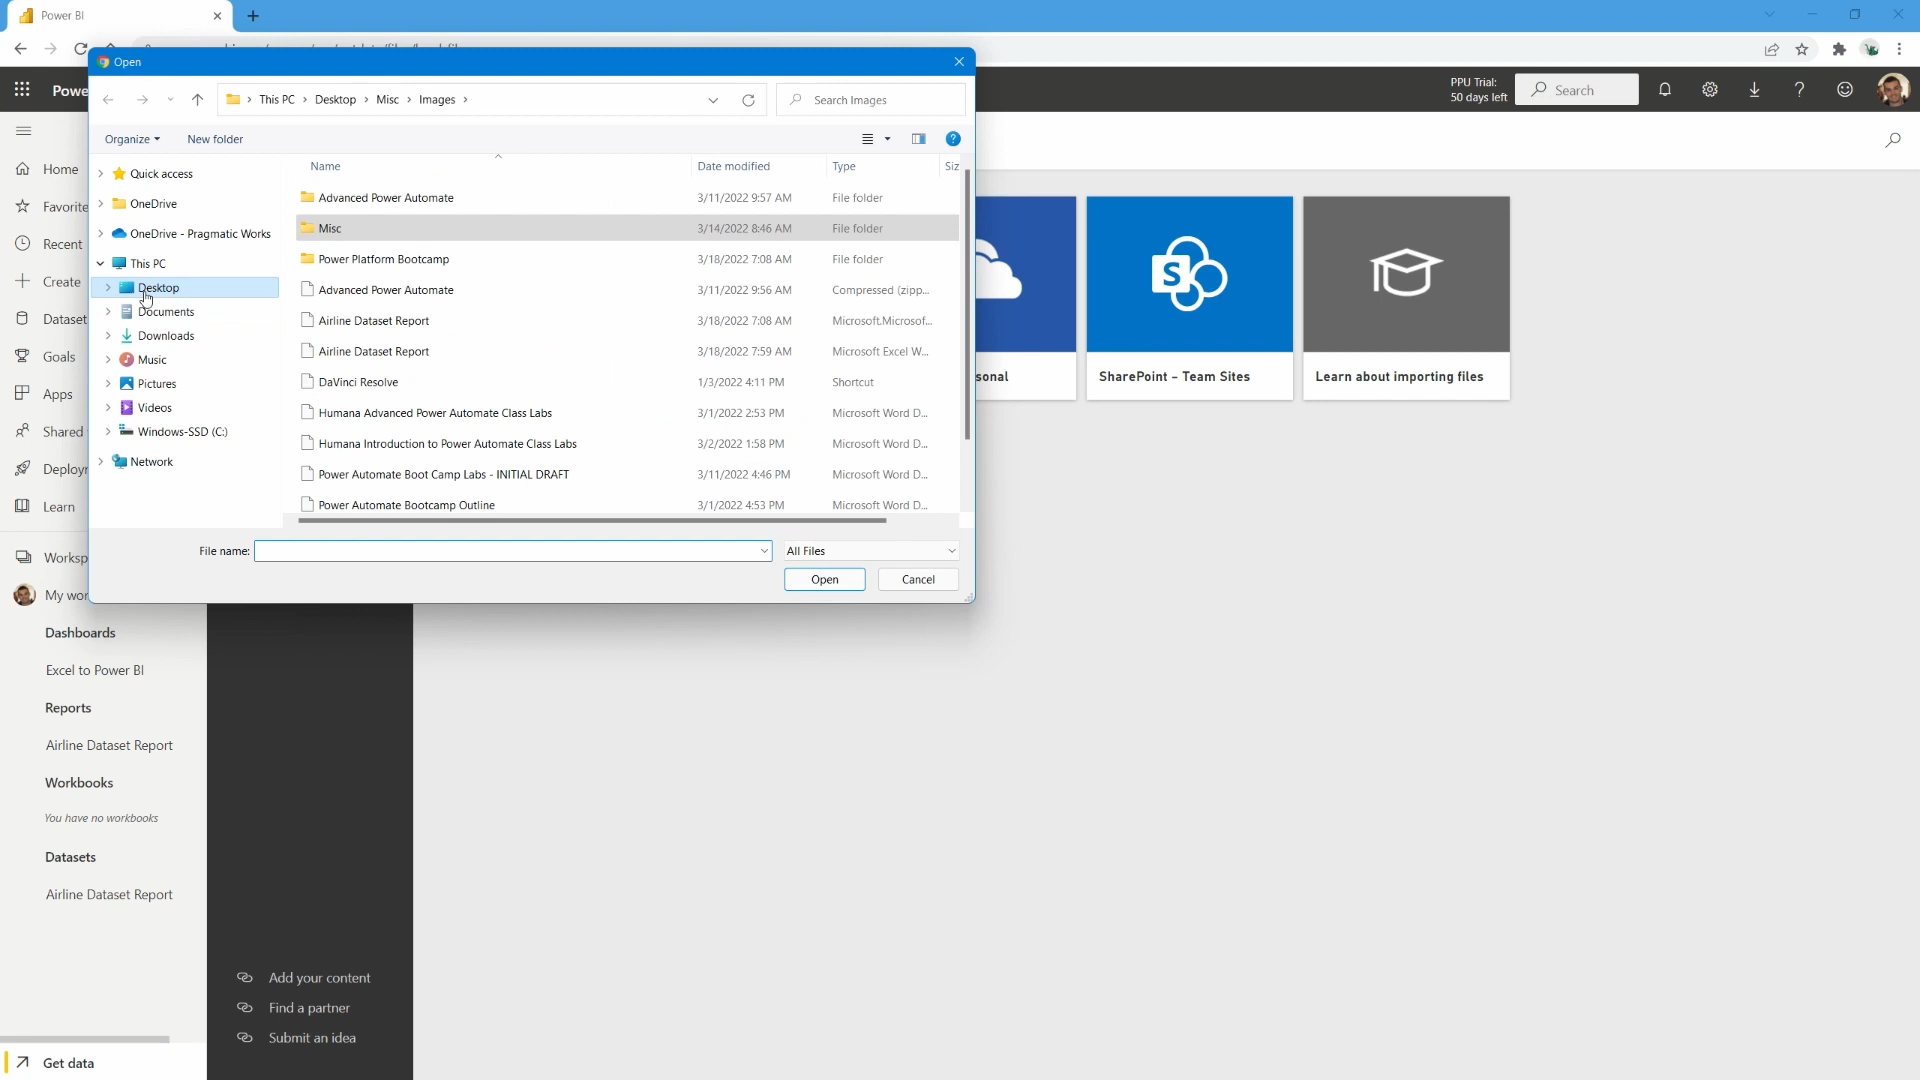 Power BI
Open
Powe
This PC > Desktop > Misc > Images >
Search Images
PPU Trial:
50 days left
Search
Organize
New folder
Home
Favorite
Recent
Create
Dataset
Goals
Apps
Shared
Deployr
Learn
Worksp
My wor
Quick access
OneDrive
OneDrive - Pragmatic Works
This PC
Desktop
Documents
Downloads
Music
Pictures
Videos
Windows-SSD (C:)
Network
Name Date modified Type Siz
Advanced Power Automate 3/11/2022 9:57 AM File folder
Misc 3/14/2022 8:46 AM File folder
Power Platform Bootcamp 3/18/2022 7:08 AM File folder
Advanced Power Automate 3/11/2022 9:56 AM Compressed (zipp...
Airline Dataset Report 3/18/2022 7:08 AM Microsoft.Microsof...
Airline Dataset Report 3/18/2022 7:59 AM Microsoft Excel W...
DaVinci Resolve 1/3/2022 4:11 PM Shortcut
Humana Advanced Power Automate Class Labs 3/1/2022 2:53 PM Microsoft Word D...
Humana Introduction to Power Automate Class Labs 3/2/2022 1:58 PM Microsoft Word D...
Power Automate Boot Camp Labs - INITIAL DRAFT 3/11/2022 4:46 PM Microsoft Word D...
Power Automate Bootcamp Outline 3/1/2022 4:53 PM Microsoft Word D...
File name:
All Files
Open
Cancel
sonal
S
SharePoint – Team Sites
Learn about importing files
Dashboards
Excel to Power BI
Reports
Airline Dataset Report
Workbooks
You have no workbooks
Datasets
Airline Dataset Report
Add your content
Find a partner
Submit an idea
Get data